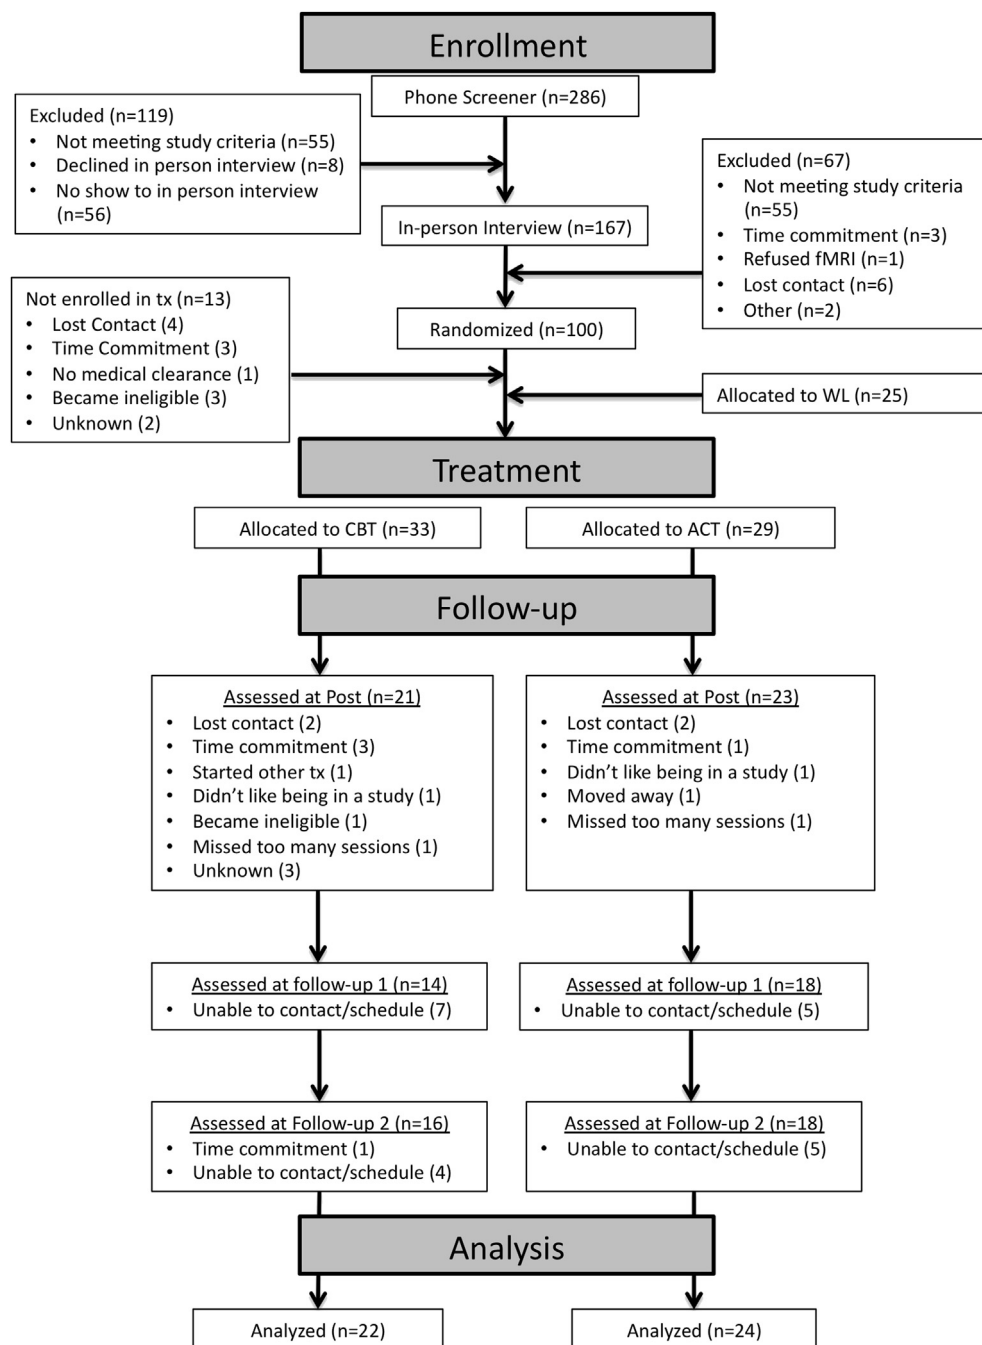 Enrollment
Phone Screener (n=286)
Excluded (n=119)
• Not meeting study criteria (n=55)
• Declined in person interview (n=8)
• No show to in person interview
(n=56)
Excluded (n=67)
• Not meeting study criteria
(n=55)
• Time commitment (n=3)
• Refused fMRI (n=1)
• Lost contact (n=6)
• Other (n=2)
In-person Interview (n=167)
Not enrolled in tx (n=13)
• Lost Contact (4)
• Time Commitment (3)
• No medical clearance (1)
• Became ineligible (3)
• Unknown (2)
Randomized (n=100)
Allocated to WL (n=25)
Treatment
Allocated to CBT (n=33)
Allocated to ACT (n=29)
Follow-up
Assessed at Post (n=21)
• Lost contact (2)
• Time commitment (3)
• Started other tx (1)
• Didn’t like being in a study (1)
• Became ineligible (1)
• Missed too many sessions (1)
• Unknown (3)
Assessed at Post (n=23)
• Lost contact (2)
• Time commitment (1)
• Didn’t like being in a study (1)
• Moved away (1)
• Missed too many sessions (1)
Assessed at follow-up 1 (n=14)
• Unable to contact/schedule (7)
Assessed at follow-up 1 (n=18)
• Unable to contact/schedule (5)
Assessed at Follow-up 2 (n=16)
• Time commitment (1)
• Unable to contact/schedule (4)
Assessed at Follow-up 2 (n=18)
• Unable to contact/schedule (5)
Analysis
Analyzed (n=22)
Analyzed (n=24)